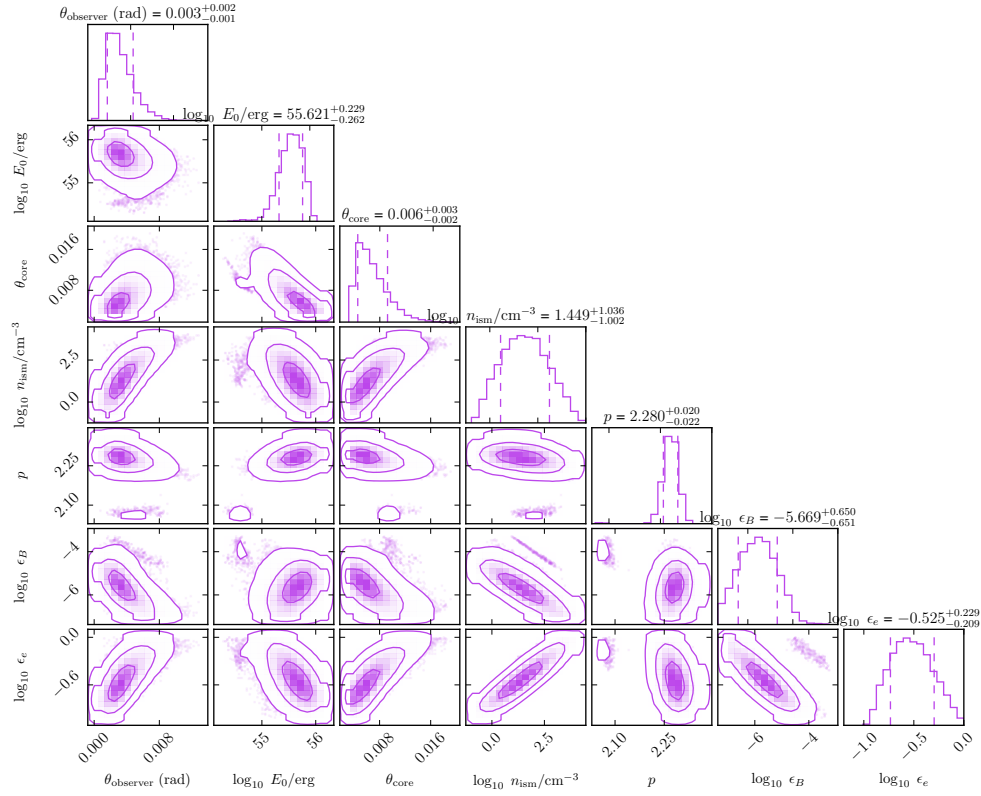 θ_observer (rad) = 0.003^{+0.002}_{-0.001}
log_10 E_0/erg = 55.621^{+0.229}_{-0.262}
56
55
log_10 E_0/erg
θ_core = 0.006^{+0.003}_{-0.002}
0.016
0.008
θ_core
log_10 n_ism/cm^{-3} = 1.449^{+1.036}_{-1.002}
2.5
0.0
log_10 n_ism/cm^{-3}
p = 2.280^{+0.020}_{-0.022}
2.25
2.10
p
log_10 ϵ_B = −5.669^{+0.650}_{-0.651}
−4
−6
log_10 ϵ_B
log_10 ϵ_e = −0.525^{+0.229}_{-0.209}
0.0
−0.6
log_10 ϵ_e
0.000 0.008 55 56 0.008 0.016 0.0 2.5 2.10 2.25 −6 −4 −1.0 −0.5 0.0
θ_observer (rad) log_10 E_0/erg θ_core log_10 n_ism/cm^{-3} p log_10 ϵ_B log_10 ϵ_e